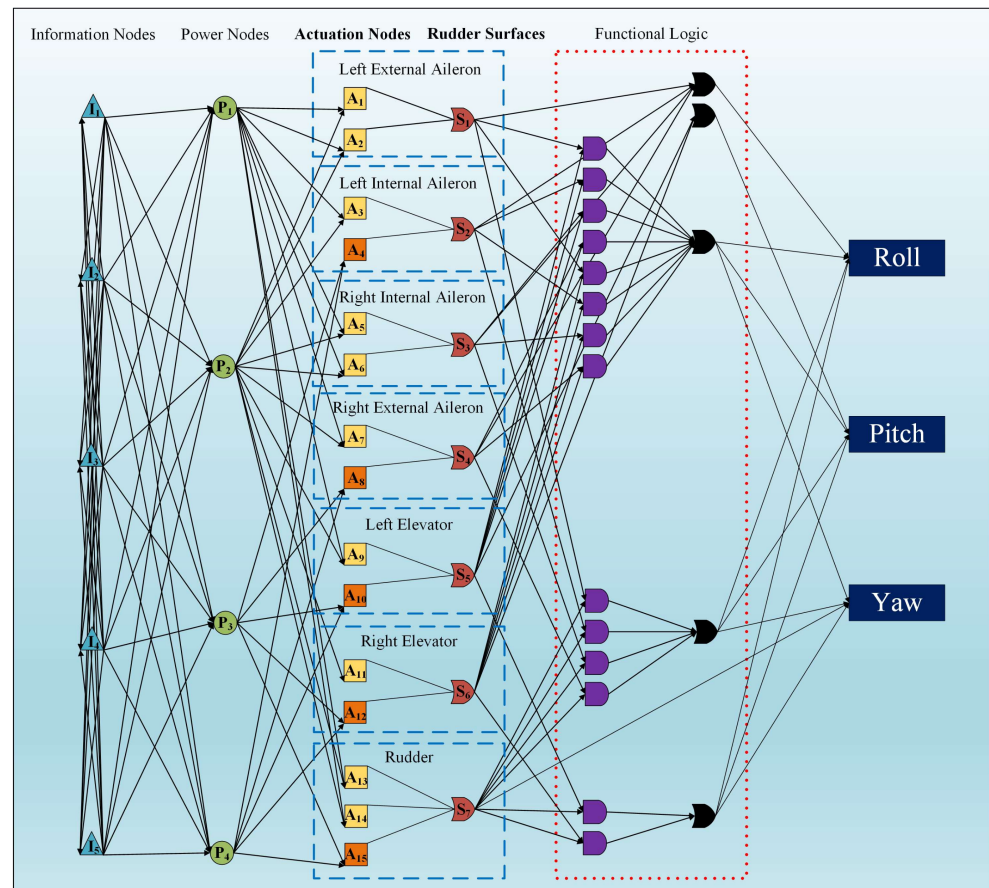 Information Nodes Power Nodes Actuation Nodes Rudder Surfaces Functional Logic
Left External Aileron
I1 P1 A1
S1
A2
Left Internal Aileron
A3
S2
A4
I2
Roll
Right Internal Aileron
A5
S3
A6
P2
Right External Aileron
A7
Pitch
I3 S4
A8
Left Elevator
A9
S5
A10
Yaw
P3
I4
Right Elevator
A11
S6
A12
Rudder
A13
S7
A14
I5 P4 A15